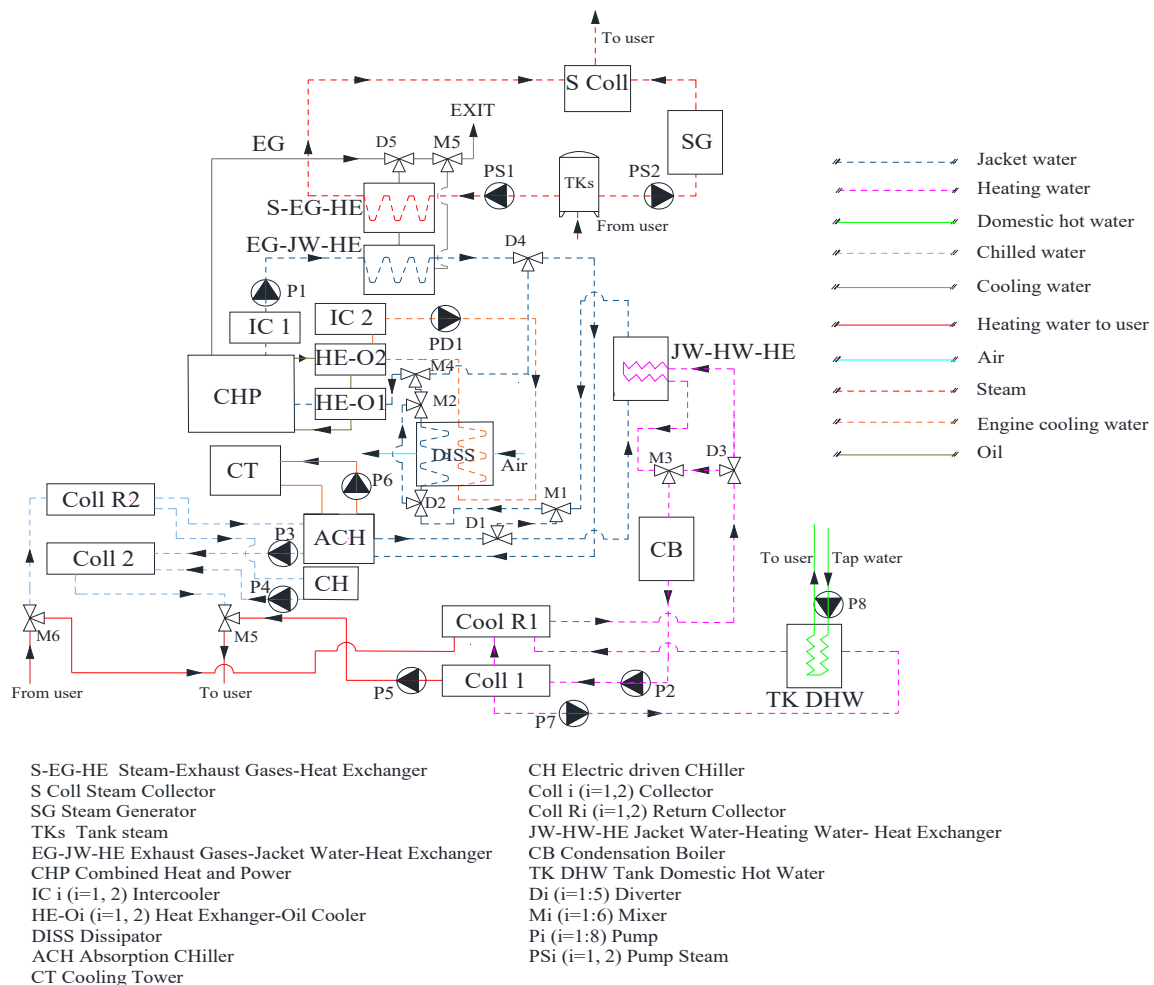 To user
S Coll
EXIT
EG
D5
M5
SG
PS1
TKs
PS2
S-EG-HE
From user
EG-JW-HE
D4
P1
IC 1
IC 2
PD1
HE-O2
JW-HW-HE
M4
CHP
HE-O1
M2
DISS
Air
CT
P6
M3
D3
D2
M1
Coll R2
D1
P3
ACH
CB
Coll 2
To user
Tap water
P4
CH
P8
M6
M5
Cool R1
From user
To user
P5
Coll 1
P2
TK DHW
P7
Jacket water
Heating water
Domestic hot water
Chilled water
Cooling water
Heating water to user
Air
Steam
Engine cooling water
Oil
S-EG-HE Steam-Exhaust Gases-Heat Exchanger
S Coll Steam Collector
SG Steam Generator
TKs Tank steam
EG-JW-HE Exhaust Gases-Jacket Water-Heat Exchanger
CHP Combined Heat and Power
IC i (i=1, 2) Intercooler
HE-Oi (i=1, 2) Heat Exhanger-Oil Cooler
DISS Dissipator
ACH Absorption CHiller
CT Cooling Tower
CH Electric driven CHiller
Coll i (i=1,2) Collector
Coll Ri (i=1,2) Return Collector
JW-HW-HE Jacket Water-Heating Water- Heat Exchanger
CB Condensation Boiler
TK DHW Tank Domestic Hot Water
Di (i=1:5) Diverter
Mi (i=1:6) Mixer
Pi (i=1:8) Pump
PSi (i=1, 2) Pump Steam